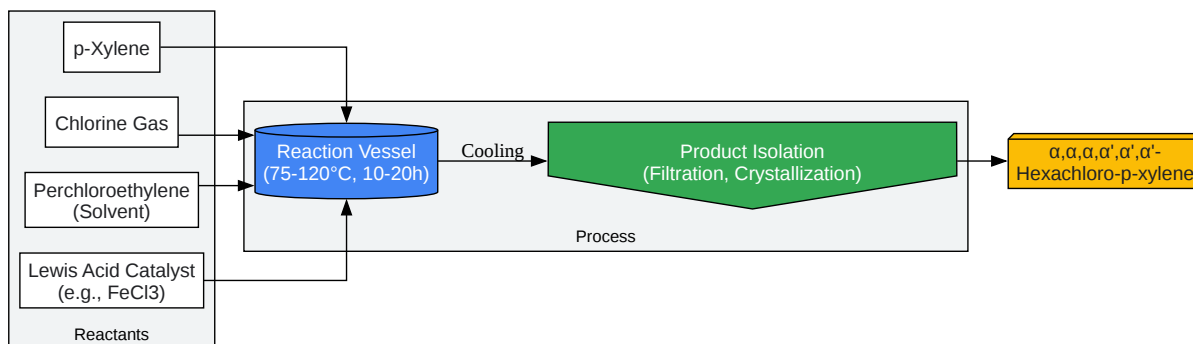 p-Xylene
Chlorine Gas
Perchloroethylene
(Solvent)
Lewis Acid Catalyst
(e.g., FeCl3)
Reactants
Reaction Vessel
(75-120°C, 10-20h)
Cooling
Product Isolation
(Filtration, Crystallization)
Process
α,α,α,α',α',α'-
Hexachloro-p-xylene